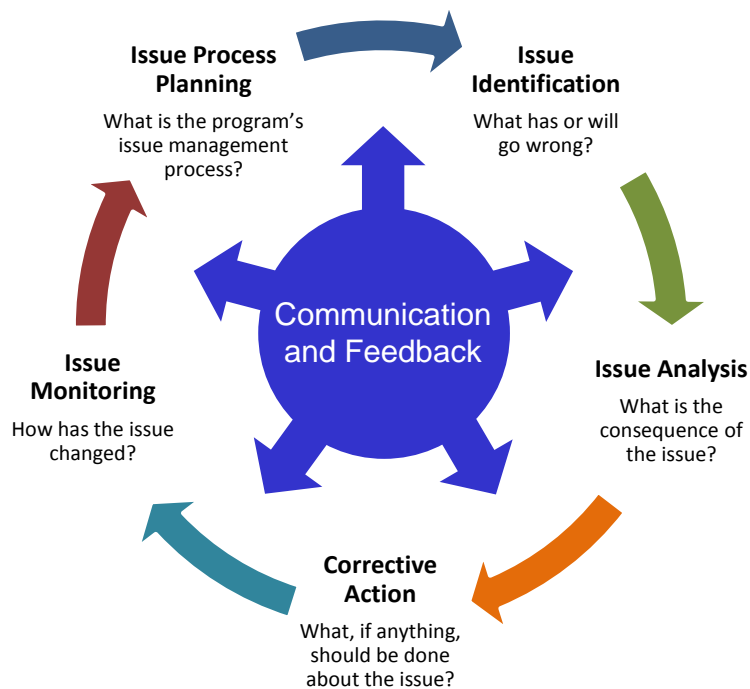 Issue Process
Planning
What is the program's
issue management
process?
Issue
Identification
What has or will
go wrong?
Communication
and Feedback
Issue Analysis
What is the
consequence of
the issue?
Corrective
Action
What, if anything,
should be done
about the issue?
Issue
Monitoring
How has the issue
changed?